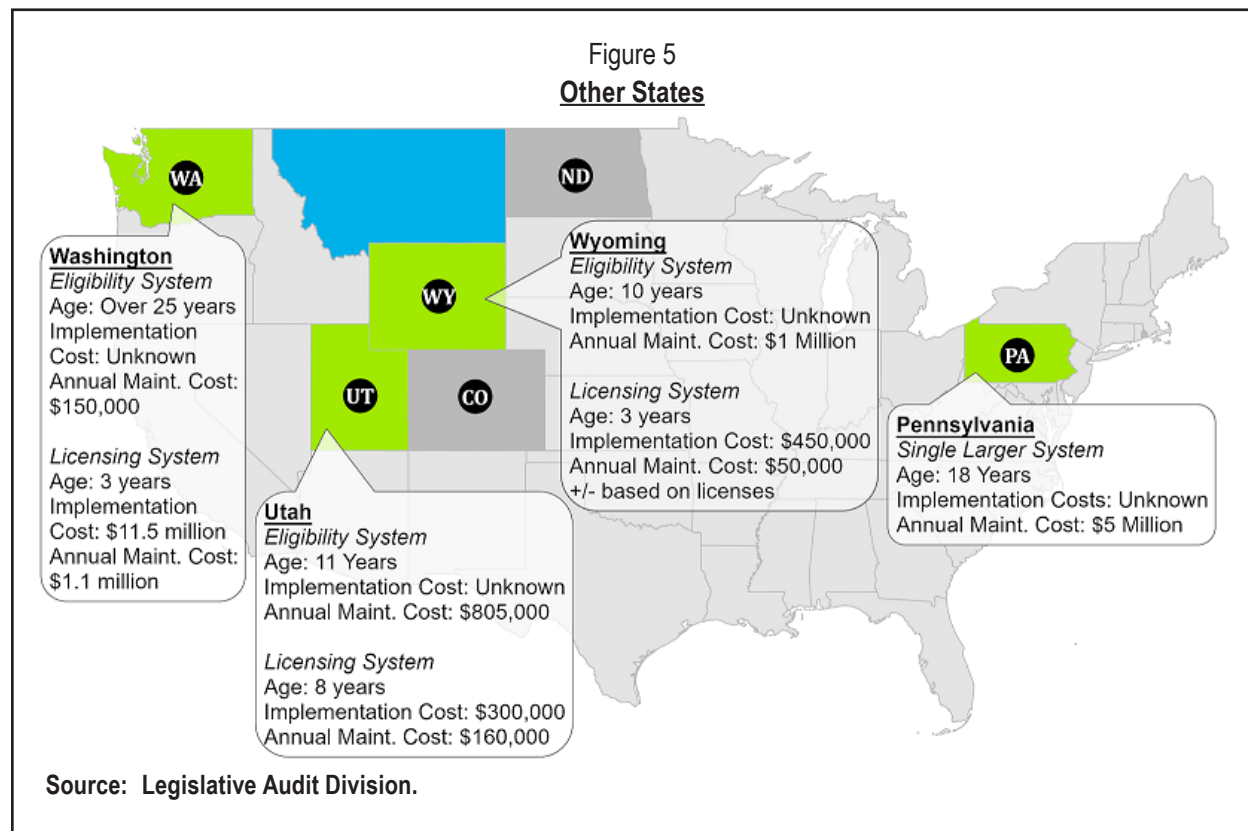 Figure 5
Other States
WA
ND
WY
UT
CO
PA
Washington
Eligibility System
Age: Over 25 years
Implementation
Cost: Unknown
Annual Maint. Cost:
$150,000
Licensing System
Age: 3 years
Implementation
Cost: $11.5 million
Annual Maint. Cost:
$1.1 million
Utah
Eligibility System
Age: 11 Years
Implementation Cost: Unknown
Annual Maint. Cost: $805,000
Licensing System
Age: 8 years
Implementation Cost: $300,000
Annual Maint. Cost: $160,000
Wyoming
Eligibility System
Age: 10 years
Implementation Cost: Unknown
Annual Maint. Cost: $1 Million
Licensing System
Age: 3 years
Implementation Cost: $450,000
Annual Maint. Cost: $50,000
+/- based on licenses
Pennsylvania
Single Larger System
Age: 18 Years
Implementation Costs: Unknown
Annual Maint. Cost: $5 Million
Source: Legislative Audit Division.